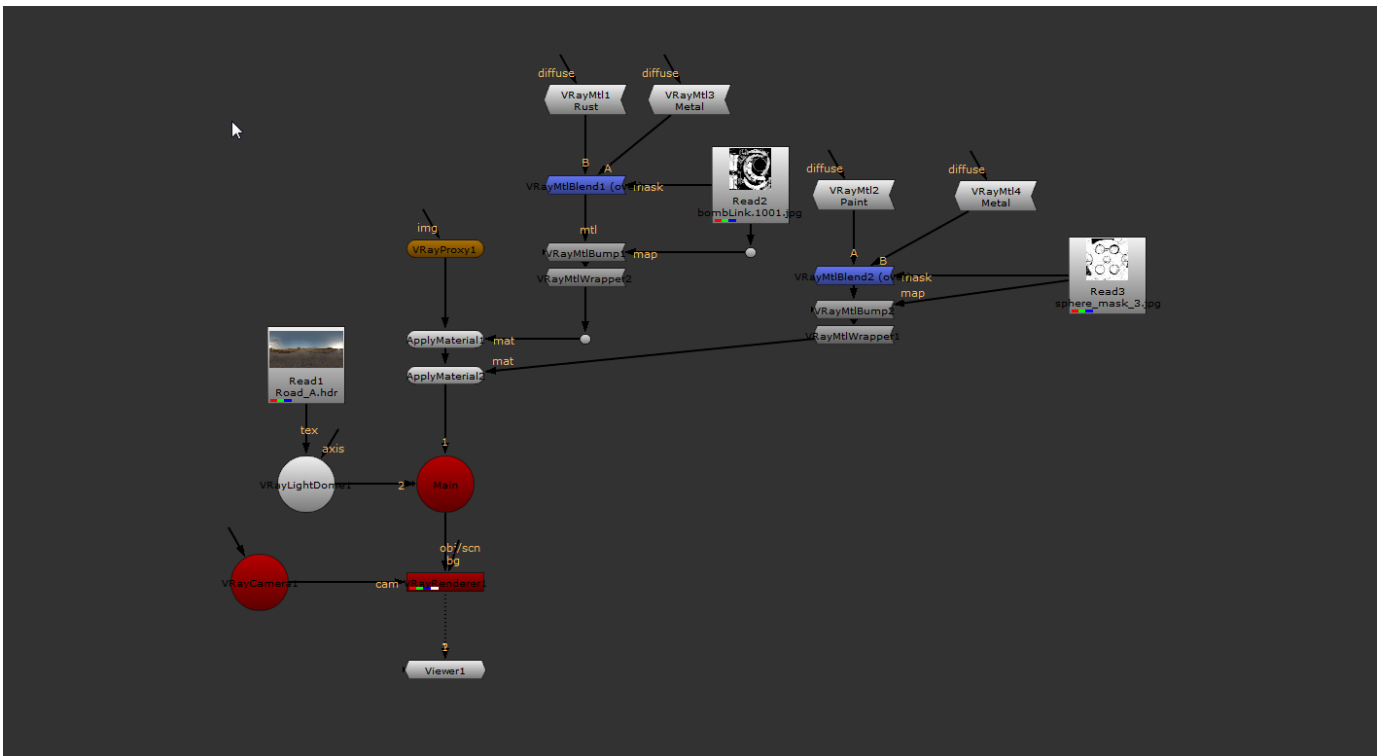 diffuse
diffuse
VRayMtl1
Rust
VRayMtl3
Metal
B
A
VRayMtlBlend1 (ov
mask
Read2
bombLink.1001.jpg
diffuse
diffuse
VRayMtl2
Paint
VRayMtl4
Metal
img
VRayProxy1
mtl
VRayMtlBump1
map
VRayMtlWrapper2
A
B
VRayMtlBlend2 (ov
mask
map
Read3
sphere_mask_3.jpg
VRayMtlBump2
VRayMtlWrapper1
ApplyMaterial1
mat
mat
ApplyMaterial2
Read1
Road_A.hdr
tex
axis
1
VRayLightDome1
2
Main
obj/scn
bg
VRayCamera1
cam
VRayRenderer1
Viewer1